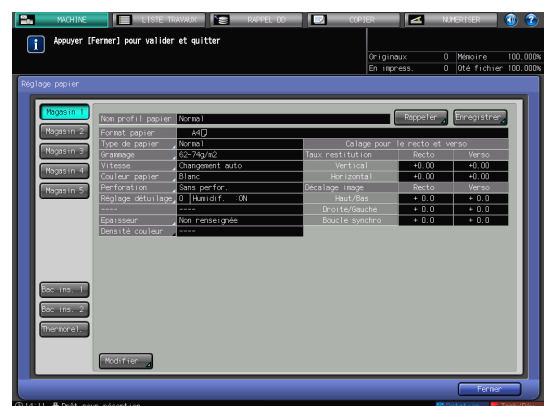 MACHINE LISTE TRAVAUX RAPPEL DD COPIER NUMERISER
Appuyer [Fermer] pour valider et quitter
Originaux 0 Mémoire 100.000%
En impress. 0 Qté fichier 100.000%
Réglage papier
Magasin 1
Magasin 2
Magasin 3
Magasin 4
Magasin 5
Bac ins. 1
Bac ins. 2
Thermorel.
Nom profil papier Normal Rappeler Enregistrer
Format papier A4
Type de papier Normal Calage pour le recto et verso
Grammage 62-74g/m2 Taux restitution Recto Verso
Vitesse Changement auto Vertical +0.00 +0.00
Couleur papier Blanc Horizontal +0.00 +0.00
Perforation Sans perfor. Décalage image Recto Verso
Réglage détuilage 0 Humidif. :ON Haut/Bas + 0.0 + 0.0
---- ---- Droite/Gauche + 0.0 + 0.0
Epaisseur Non renseignée Boucle synchro + 0.0 + 0.0
Densité couleur ----
Modifier
Fermer